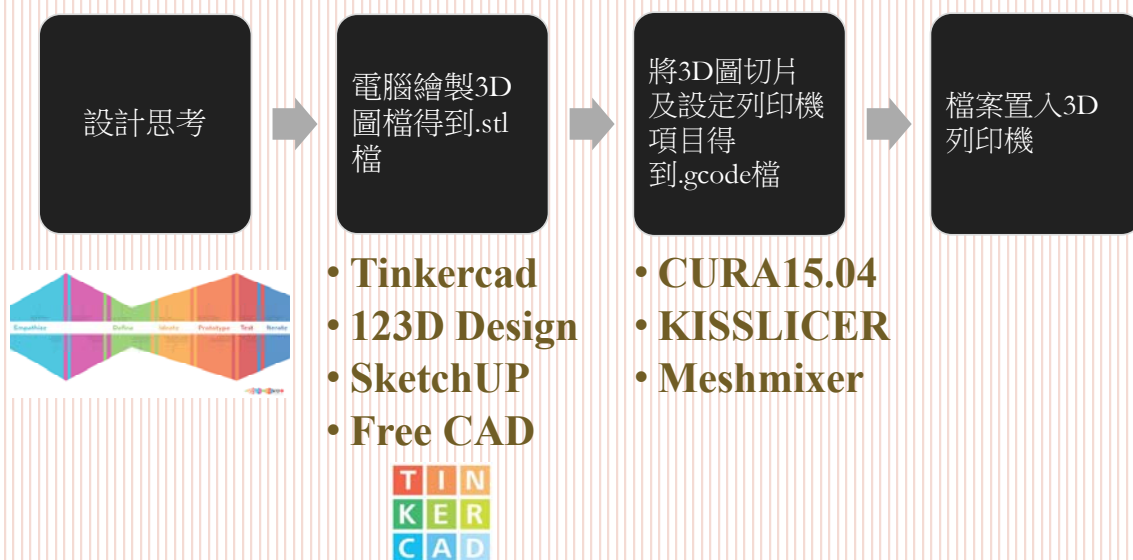 設計思考
電腦繪製3D
圖檔得到.stl
檔
將3D圖切片
及設定列印機
項目得
到.gcode檔
檔案置入3D
列印機
Empathize Define Ideate Prototype Test Iterate
• Tinkercad
• 123D Design
• SketchUP
• Free CAD
• CURA15.04
• KISSLICER
• Meshmixer
T I N
K E R
C A D